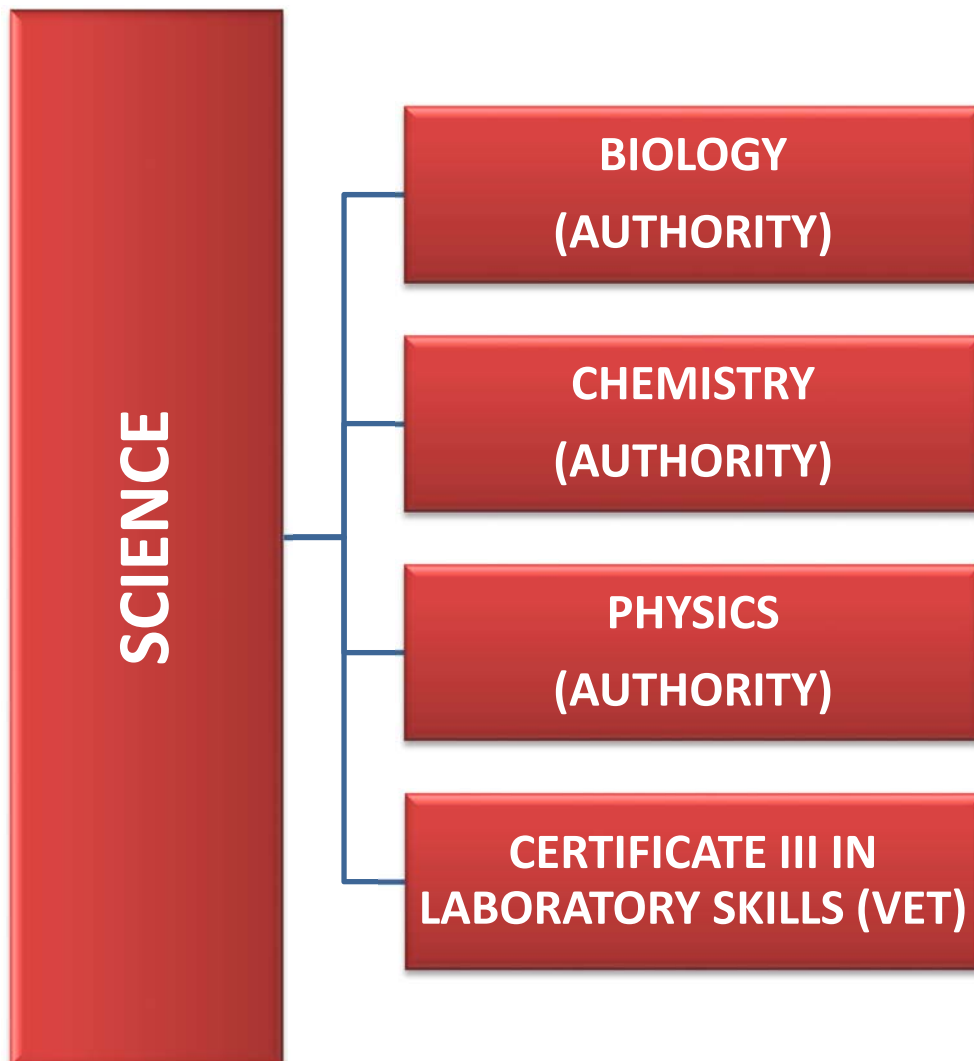 SCIENCE
BIOLOGY
(AUTHORITY)
CHEMISTRY
(AUTHORITY)
PHYSICS
(AUTHORITY)
CERTIFICATE III IN
LABORATORY SKILLS (VET)